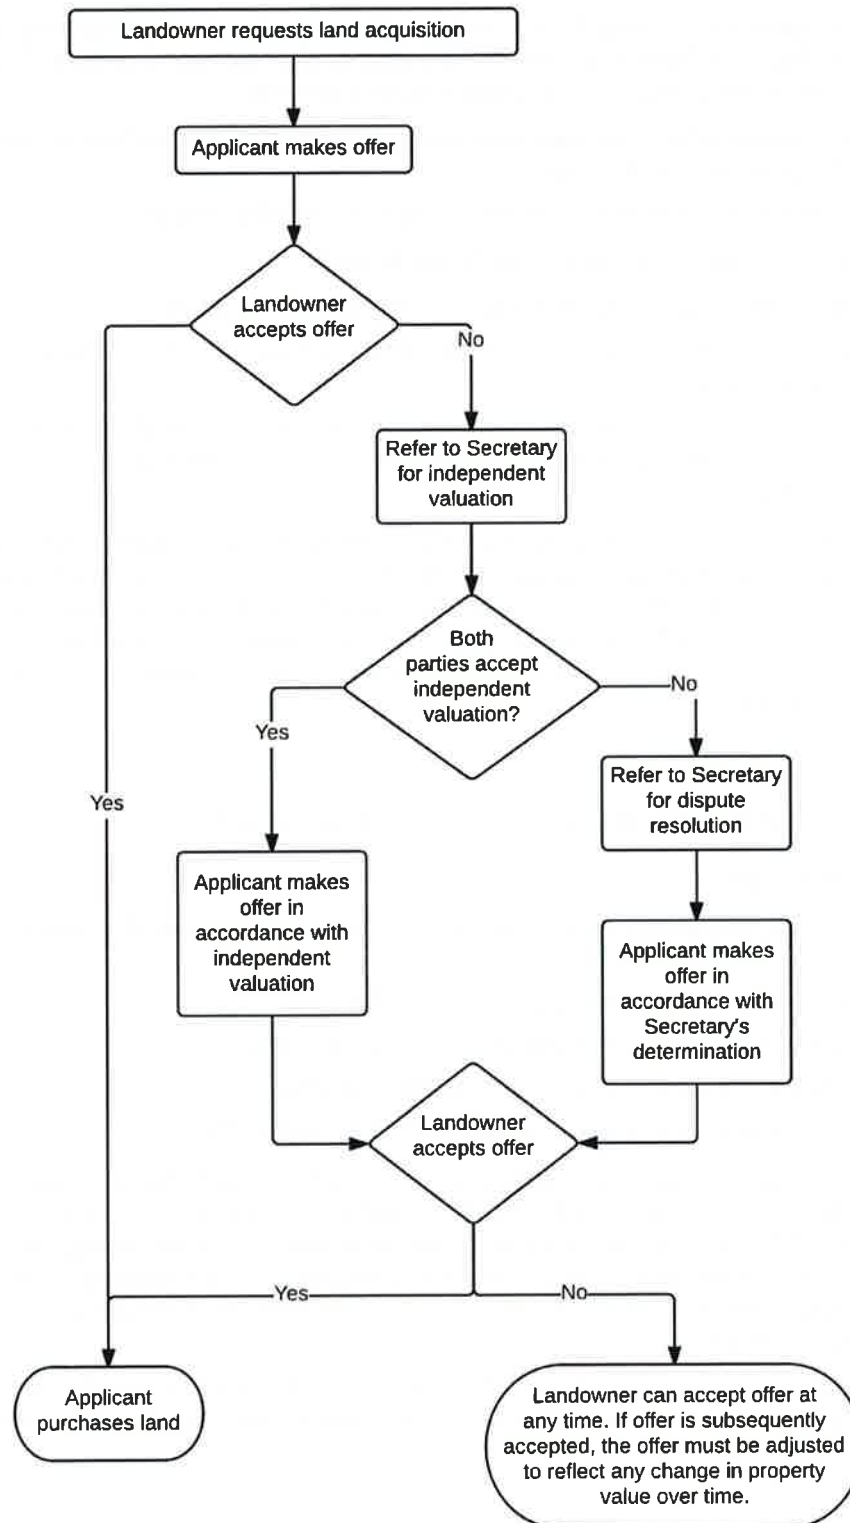 Landowner requests land acquisition
Applicant makes offer
Landowner
accepts offer
No
Refer to Secretary
for independent
valuation
Both
parties accept
independent
valuation?
Yes
No
Yes
Refer to Secretary
for dispute
resolution
Applicant makes
offer in
accordance with
independent
valuation
Applicant makes
offer in
accordance with
Secretary's
determination
Landowner
accepts offer
Yes
No
Applicant
purchases land
Landowner can accept offer at
any time. If offer is subsequently
accepted, the offer must be adjusted
to reflect any change in property
value over time.